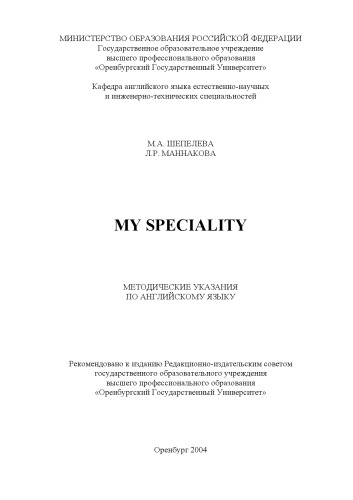 МИНИСТЕРСТВО ОБРАЗОВАНИЯ РОССИЙСКОЙ ФЕДЕРАЦИИ
Государственное образовательное учреждение
высшего профессионального образования
«Оренбургский Государственный Университет»
Кафедра английского языка естественно-научных
и инженерно-технических специальностей
М.А. ШЕПЕЛЕВА
Л.Р. МАННАКОВА
MY SPECIALITY
МЕТОДИЧЕСКИЕ УКАЗАНИЯ
ПО АНГЛИЙСКОМУ ЯЗЫКУ
Рекомендовано к изданию Редакционно-издательским советом
государственного образовательного учреждения
высшего профессионального образования
«Оренбургский Государственный Университет»
Оренбург 2004